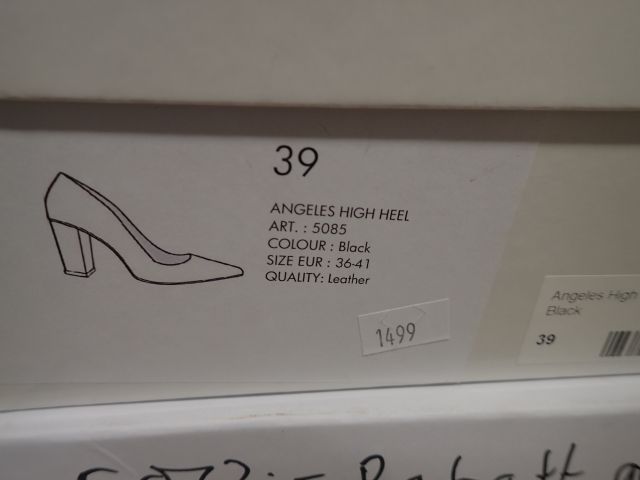 39
ANGELES HIGH HEEL
ART. : 5085
COLOUR : Black
SIZE EUR : 36-41
QUALITY: Leather
1499
Angeles High
Black
39
Rabatt